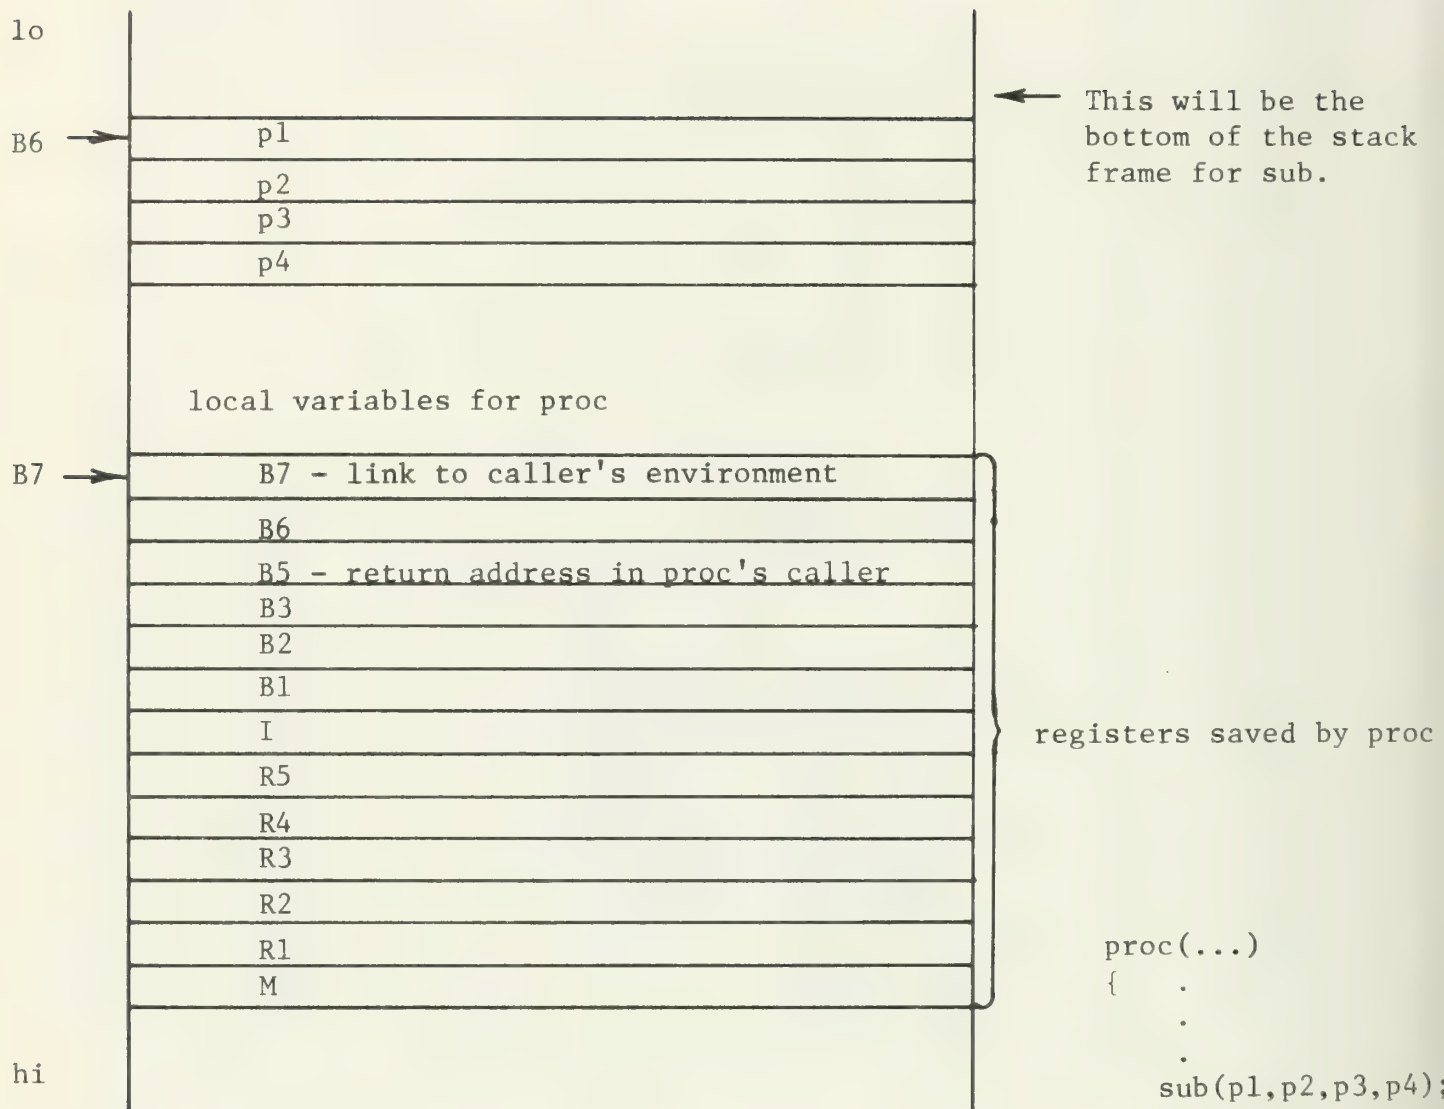 lo
This will be the
bottom of the stack
frame for sub.
B6
p1
p2
p3
p4
local variables for proc
B7
B7 - link to caller's environment
B6
B5 - return address in proc's caller
B3
B2
B1
I
R5
R4
R3
R2
R1
M
registers saved by proc
proc(...)
{ .
.
.
sub(p1,p2,p3,p4);
hi